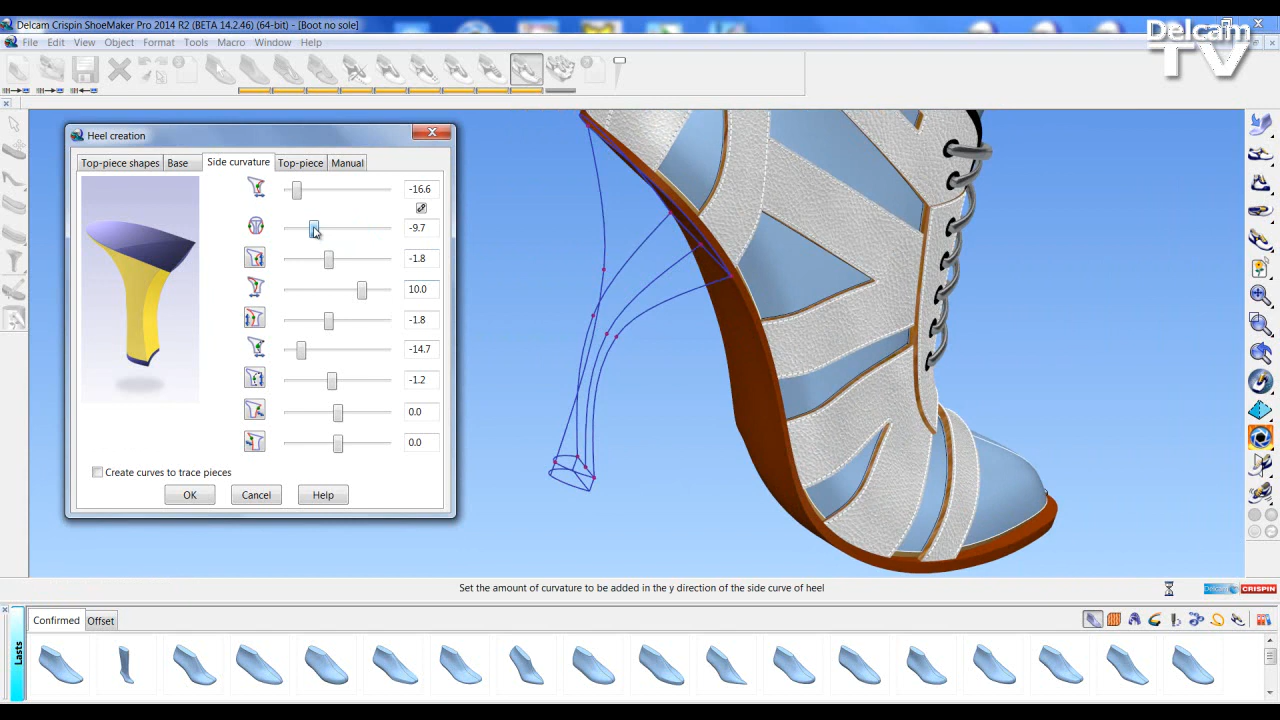 Delcam Crispin ShoeMaker Pro 2014 R2 (BETA 14.2.46) (64-bit) - [Boot no sole]
File Edit View Object Format Tools Macro Window Help
Delcam
TV
Heel creation
Top-piece shapes Base Side curvature Top-piece Manual
-16.6
-9.7
-1.8
10.0
-1.8
-14.7
-1.2
0.0
0.0
Create curves to trace pieces
OK Cancel Help
Set the amount of curvature to be added in the y direction of the side curve of heel
Delcam CRISPIN
Confirmed Offset
Lasts